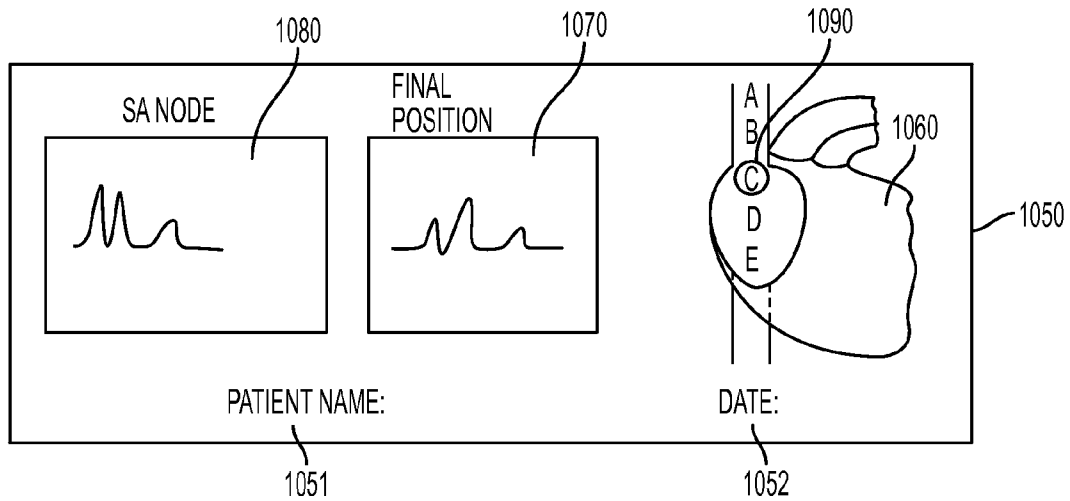 1080
1070
1090
SA NODE
FINAL
POSITION
A
B
C
D
E
1060
1050
PATIENT NAME:
DATE:
1051
1052